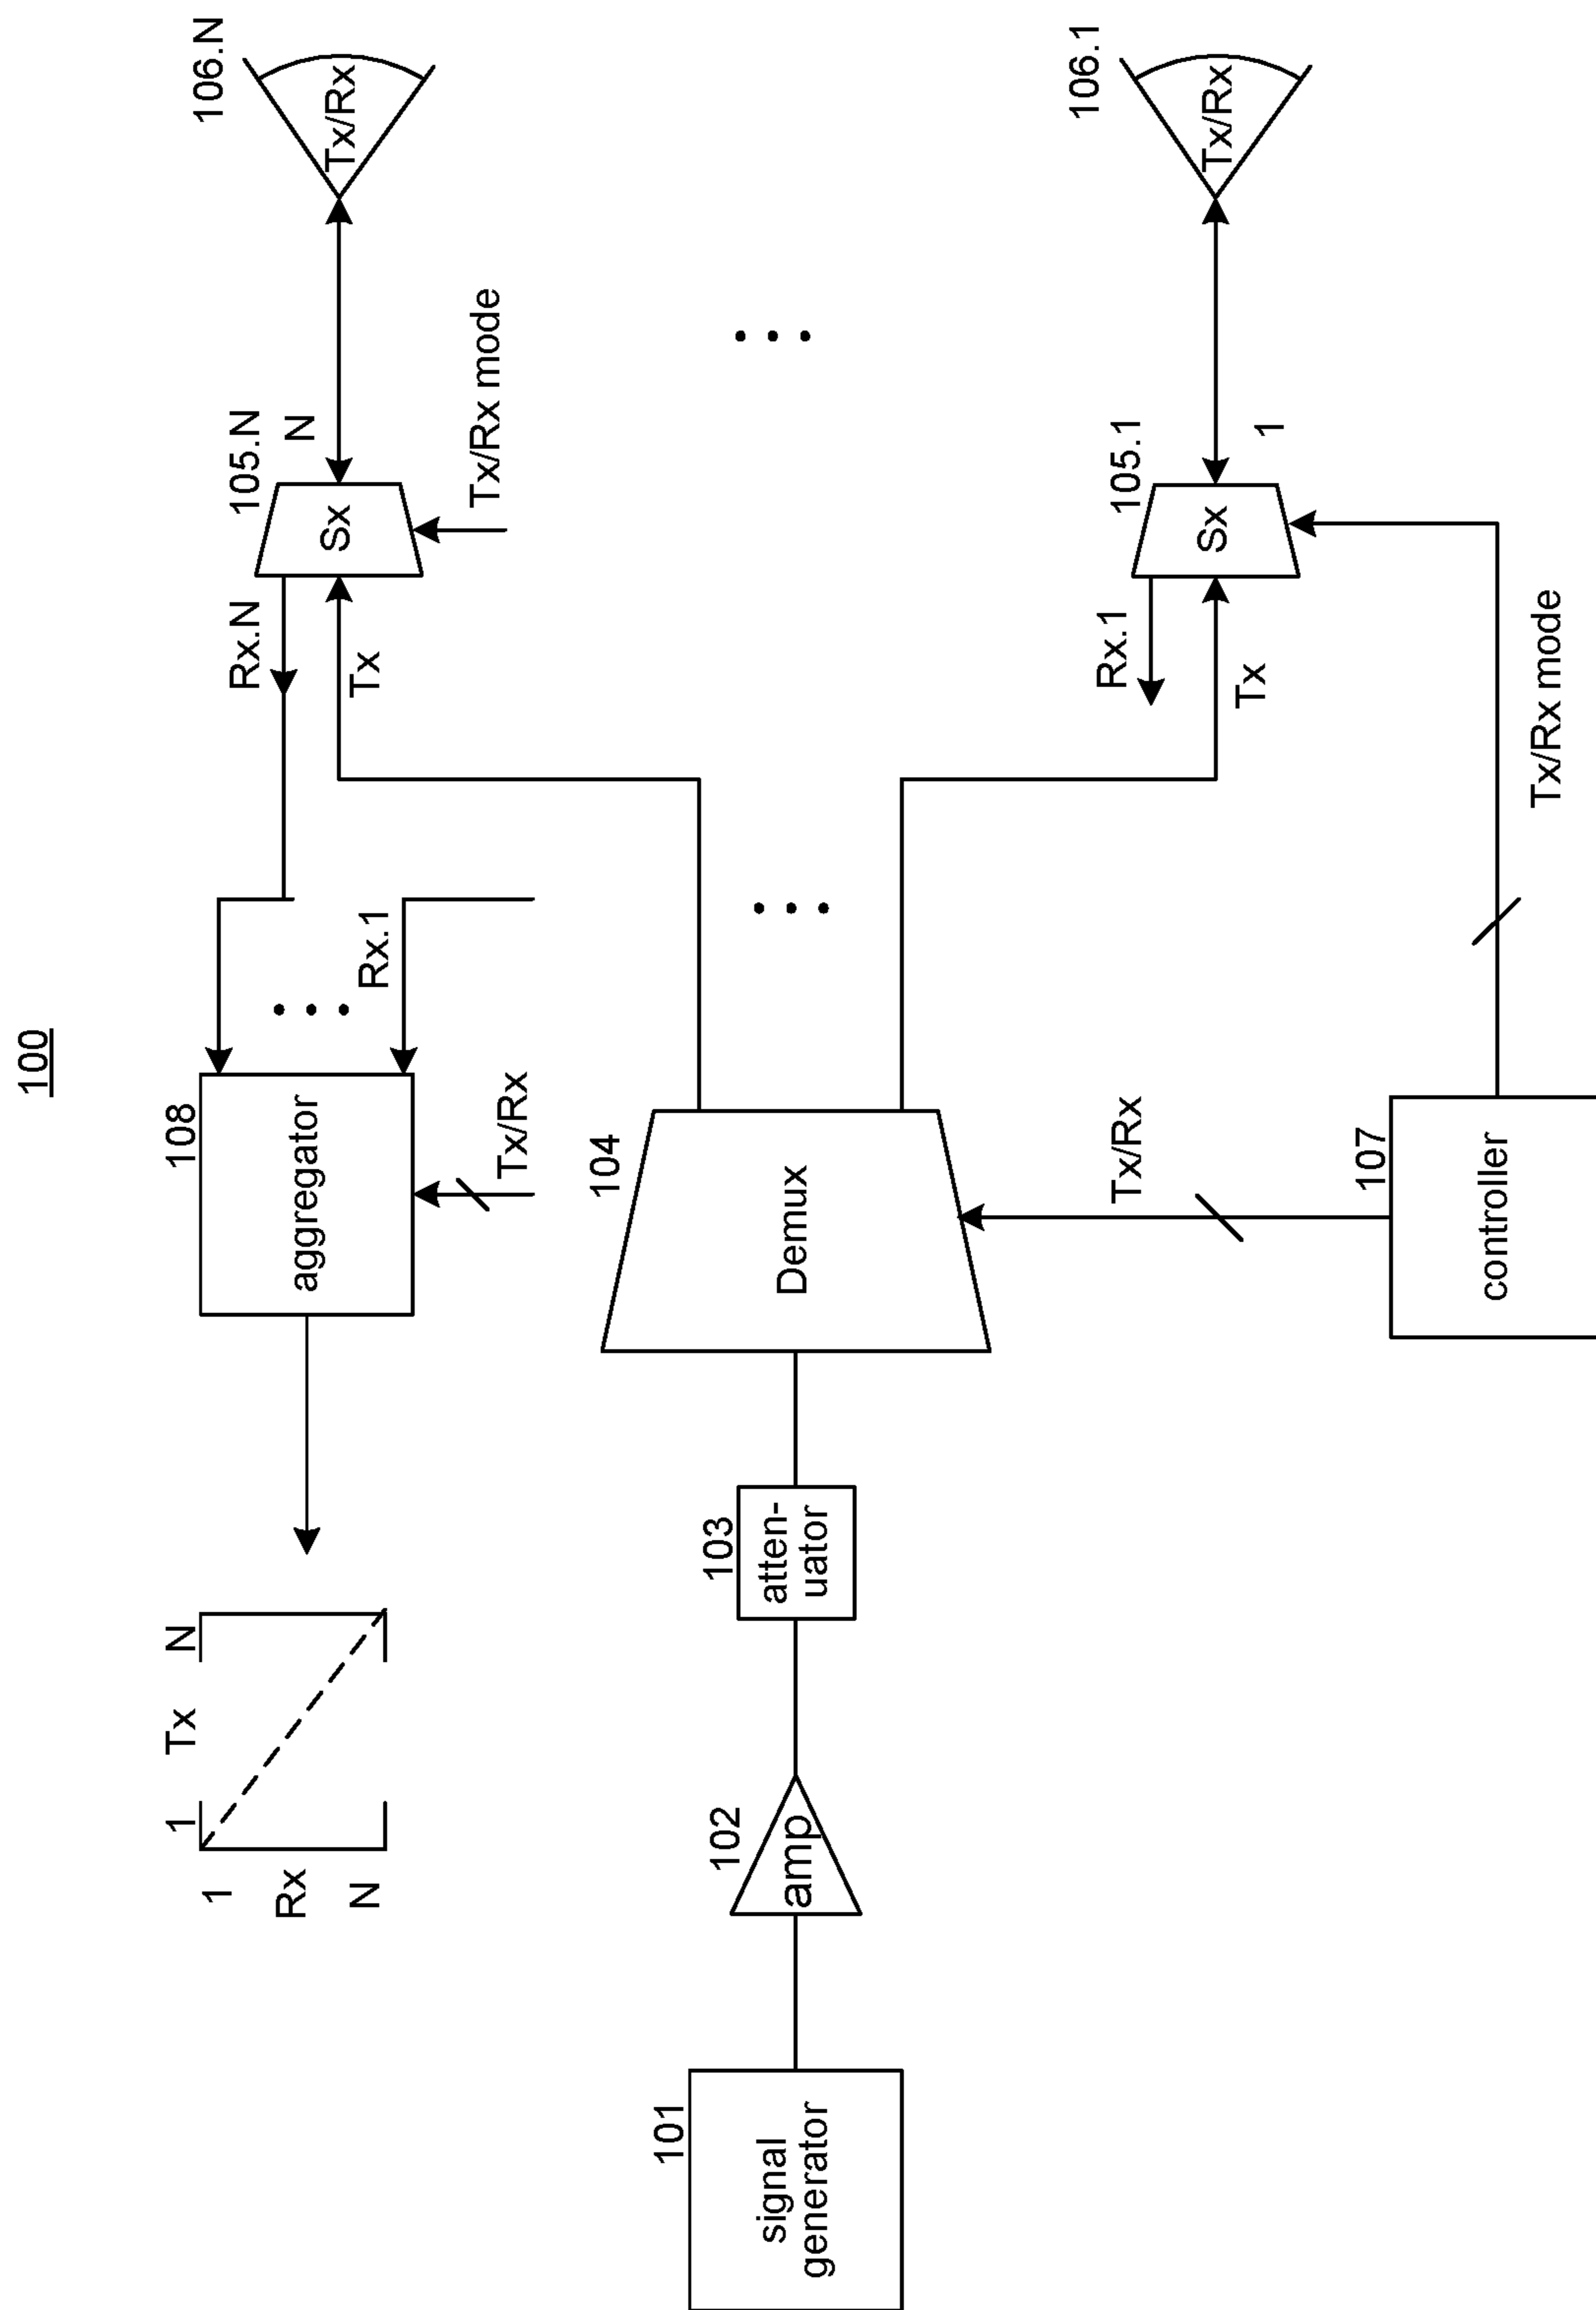 100
108
aggregator
Rx.N
105.N
N
Sx
106.N
Tx/Rx
1
Tx
N
1
Rx
N
Rx.1
Tx
Tx/Rx mode
Tx/Rx
101
signal
generator
102
amp
103
atten-
uator
104
Demux
105.1
1
Sx
106.1
Tx/Rx
Rx.1
Tx
Tx/Rx
107
controller
Tx/Rx mode